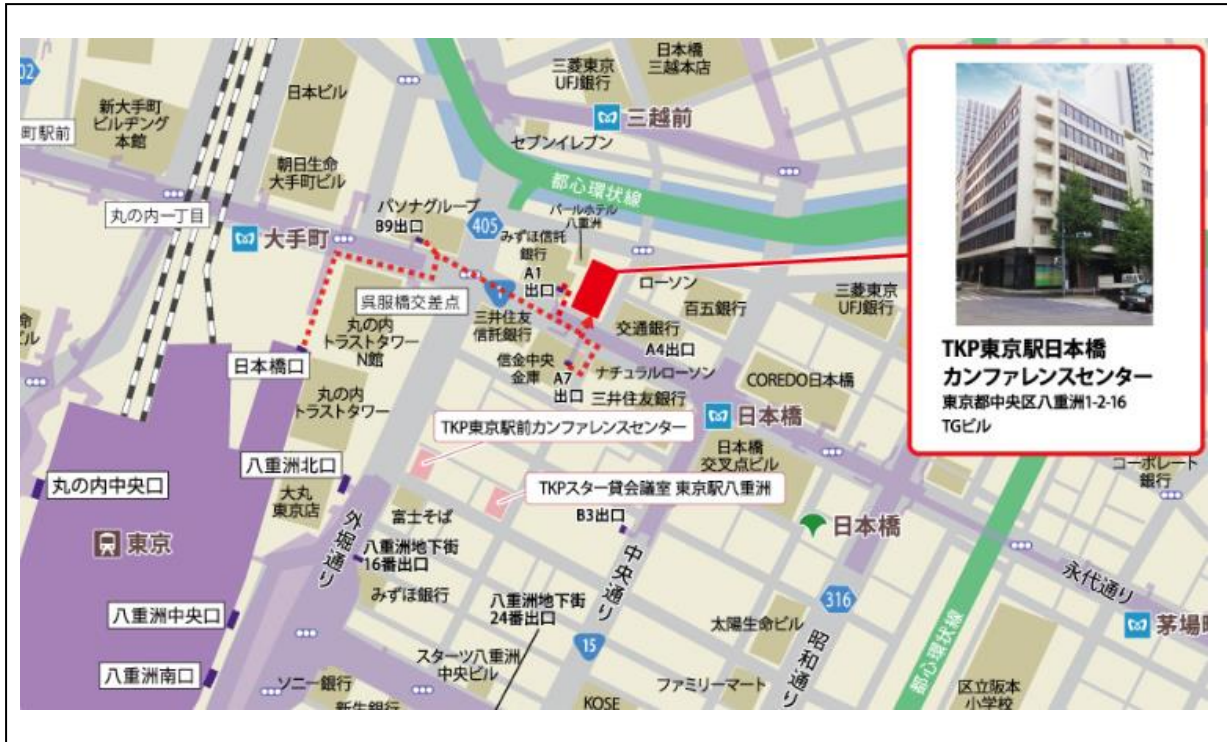 02
新大手町
ビルヂング
本館
町駅前
日本ビル
朝日生命
大手町ビル
丸の内一丁目
大手町
パソナグループ
B9出口
405
三菱東京
UFJ銀行
日本橋
三越本店
三越前
セブンイレブン
都心環状線
パールホテル
八重洲
みずほ信託
銀行
A1
出口
1
呉服橋交差点
三井住友
信託銀行
ローソン
百五銀行
三菱東京
UFJ銀行
交通銀行
A4出口
信金中央
金庫
A7
出口
ナチュラルローソン
三井住友銀行
COREDO日本橋
日本橋
日本橋
交叉点ビル
丸の内
トラストタワー
N館
日本橋口
丸の内
トラストタワー
TKP東京駅前カンファレンスセンター
TKPスター貸会議室 東京駅八重洲
B3出口
八重洲北口
丸の内中央口
大丸
東京店
東京
外堀通り
富士そば
八重洲地下街
16番出口
みずほ銀行
八重洲中央口
八重洲南口
八重洲地下街
24番出口
スターツ八重洲
中央ビル
ソニー銀行
新生銀行
中央通り
15
KOSE
日本橋
316
太陽生命ビル
昭和通り
ファミリーマート
都心環状線
永代通り
茅場町
区立阪本
小学校
コーポレート
銀行
TKP東京駅日本橋
カンファレンスセンター
東京都中央区八重洲1-2-16
TGビル